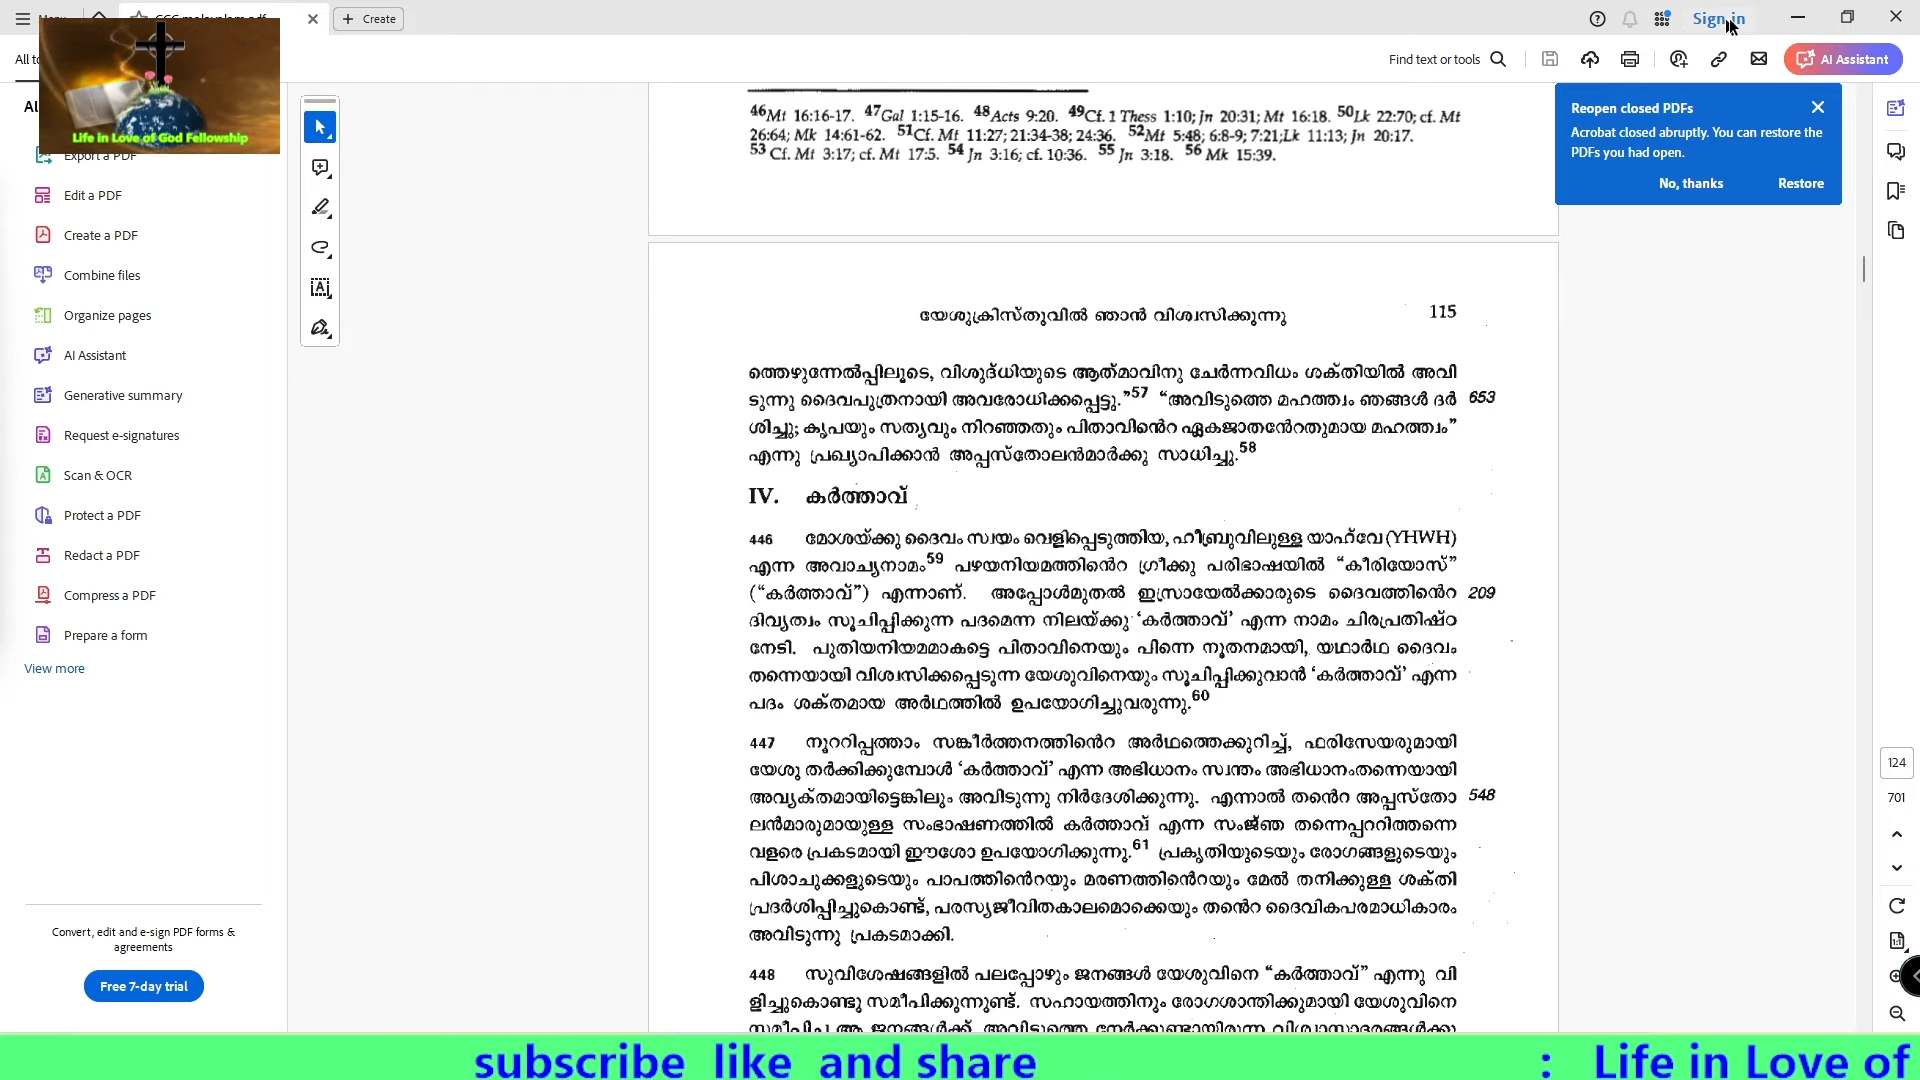 Create
Sign in
All to
Find text or tools
AI Assistant
Life in Love of God Fellowship
Export a PDF
Edit a PDF
Create a PDF
Combine files
Organize pages
AI Assistant
Generative summary
Request e-signatures
Scan & OCR
Protect a PDF
Redact a PDF
Compress a PDF
Prepare a form
View more
Convert, edit and e-sign PDF forms &
agreements
Free 7-day trial
46Mt 16:16-17. 47Gal 1:15-16. 48Acts 9:20. 49Cf. 1 Thess 1:10; Jn 20:31; Mt 16:18. 50Lk 22:70; cf. Mt
26:64; Mk 14:61-62. 51Cf. Mt 11:27; 21:34-38; 24:36. 52Mt 5:48; 6:8-9; 7:21;Lk 11:13; Jn 20:17.
53 Cf. Mt 3:17; cf. Mt 17:5. 54 Jn 3:16; cf. 10:36. 55 Jn 3:18. 56 Mk 15:39.
Reopen closed PDFs
Acrobat closed abruptly. You can restore the
PDFs you had open.
No, thanks Restore
യേശുക്രിസ്തുവിൽ ഞാൻ വിശ്വസിക്കുന്നു 115
ത്തെഴുന്നേൽപ്പിലൂടെ, വിശുദ്ധിയുടെ ആത്മാവിനു ചേർന്നവിധം ശക്തിയിൽ അവി
ടുന്നു ദൈവപുത്രനായി അവരോധിക്കപ്പെട്ടു.”57 “അവിടുത്തെ മഹത്ത്വം ഞങ്ങൾ ദർ 653
ശിച്ചു; കൃപയും സത്യവും നിറഞ്ഞതും പിതാവിൻെറ ഏകജാതൻേറതുമായ മഹത്ത്വം”
എന്നു പ്രഖ്യാപിക്കാൻ അപ്പസ്തോലൻമാർക്കു സാധിച്ചു.58
IV. കർത്താവ്
446 മോശയ്ക്കു ദൈവം സ്വയം വെളിപ്പെടുത്തിയ, ഹീബ്രുവിലുള്ള യാഹ്‌വേ (YHWH)
എന്ന അവാച്യനാമം59 പഴയനിയമത്തിൻെറ ഗ്രീക്കു പരിഭാഷയിൽ “കീരിയോസ്”
(“കർത്താവ്”) എന്നാണ്. അപ്പോൾമുതൽ ഇസ്രായേൽക്കാരുടെ ദൈവത്തിൻെറ 209
ദിവ്യത്വം സൂചിപ്പിക്കുന്ന പദമെന്ന നിലയ്ക്കു ‘കർത്താവ്’ എന്ന നാമം ചിരപ്രതിഷ്ഠ
നേടി. പുതിയനിയമമാകട്ടെ പിതാവിനെയും പിന്നെ നൂതനമായി, യഥാർഥ ദൈവം
തന്നെയായി വിശ്വസിക്കപ്പെടുന്ന യേശുവിനെയും സൂചിപ്പിക്കുവാൻ ‘കർത്താവ്’ എന്ന
പദം ശക്തമായ അർഥത്തിൽ ഉപയോഗിച്ചുവരുന്നു.60
447 നൂററിപ്പത്താം സങ്കീർത്തനത്തിൻെറ അർഥത്തെക്കുറിച്ച്, ഫരിസേയരുമായി
യേശു തർക്കിക്കുമ്പോൾ ‘കർത്താവ്’ എന്ന അഭിധാനം സ്വന്തം അഭിധാനംതന്നെയായി
അവ്യക്തമായിട്ടെങ്കിലും അവിടുന്നു നിർദേശിക്കുന്നു. എന്നാൽ തൻെറ അപ്പസ്തോ 548
ലൻമാരുമായുള്ള സംഭാഷണത്തിൽ കർത്താവ് എന്ന സംജ്ഞ തന്നെപ്പററിത്തന്നെ
വളരെ പ്രകടമായി ഈശോ ഉപയോഗിക്കുന്നു.61 പ്രകൃതിയുടെയും രോഗങ്ങളുടെയും
പിശാചുക്കളുടെയും പാപത്തിൻെറയും മരണത്തിൻെറയും മേൽ തനിക്കുള്ള ശക്തി
പ്രദർശിപ്പിച്ചുകൊണ്ട്, പരസ്യജീവിതകാലമൊക്കെയും തൻെറ ദൈവികപരമാധികാരം
അവിടുന്നു പ്രകടമാക്കി.
448 സുവിശേഷങ്ങളിൽ പലപ്പോഴും ജനങ്ങൾ യേശുവിനെ “കർത്താവ്” എന്നു വി
ളിച്ചുകൊണ്ടു സമീപിക്കുന്നുണ്ട്. സഹായത്തിനും രോഗശാന്തിക്കുമായി യേശുവിനെ
124
701
subscribe like and share : Life in Love of